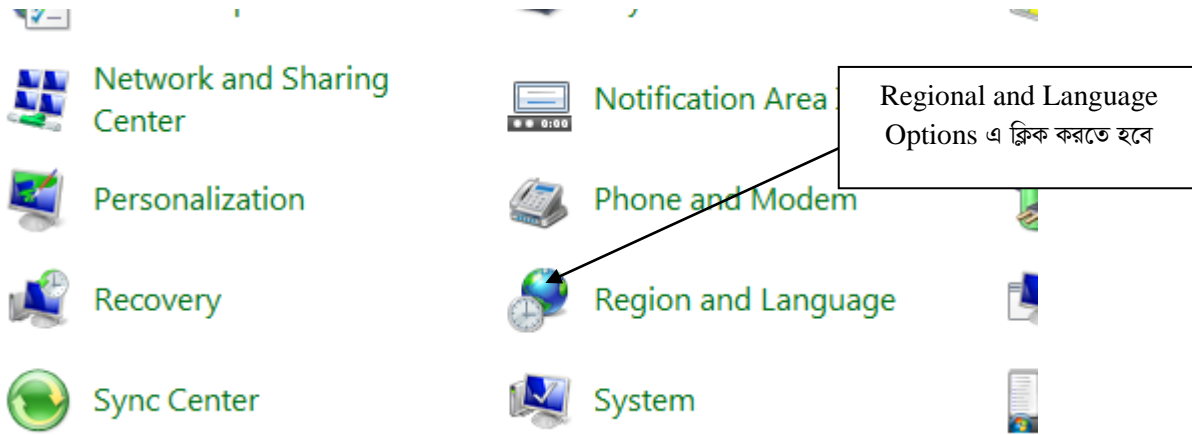 Network and Sharing
Center
Notification Area
Regional and Language
Options এ ক্লিক করতে হবে
Personalization
Phone and Modem
Recovery
Region and Language
Sync Center
System